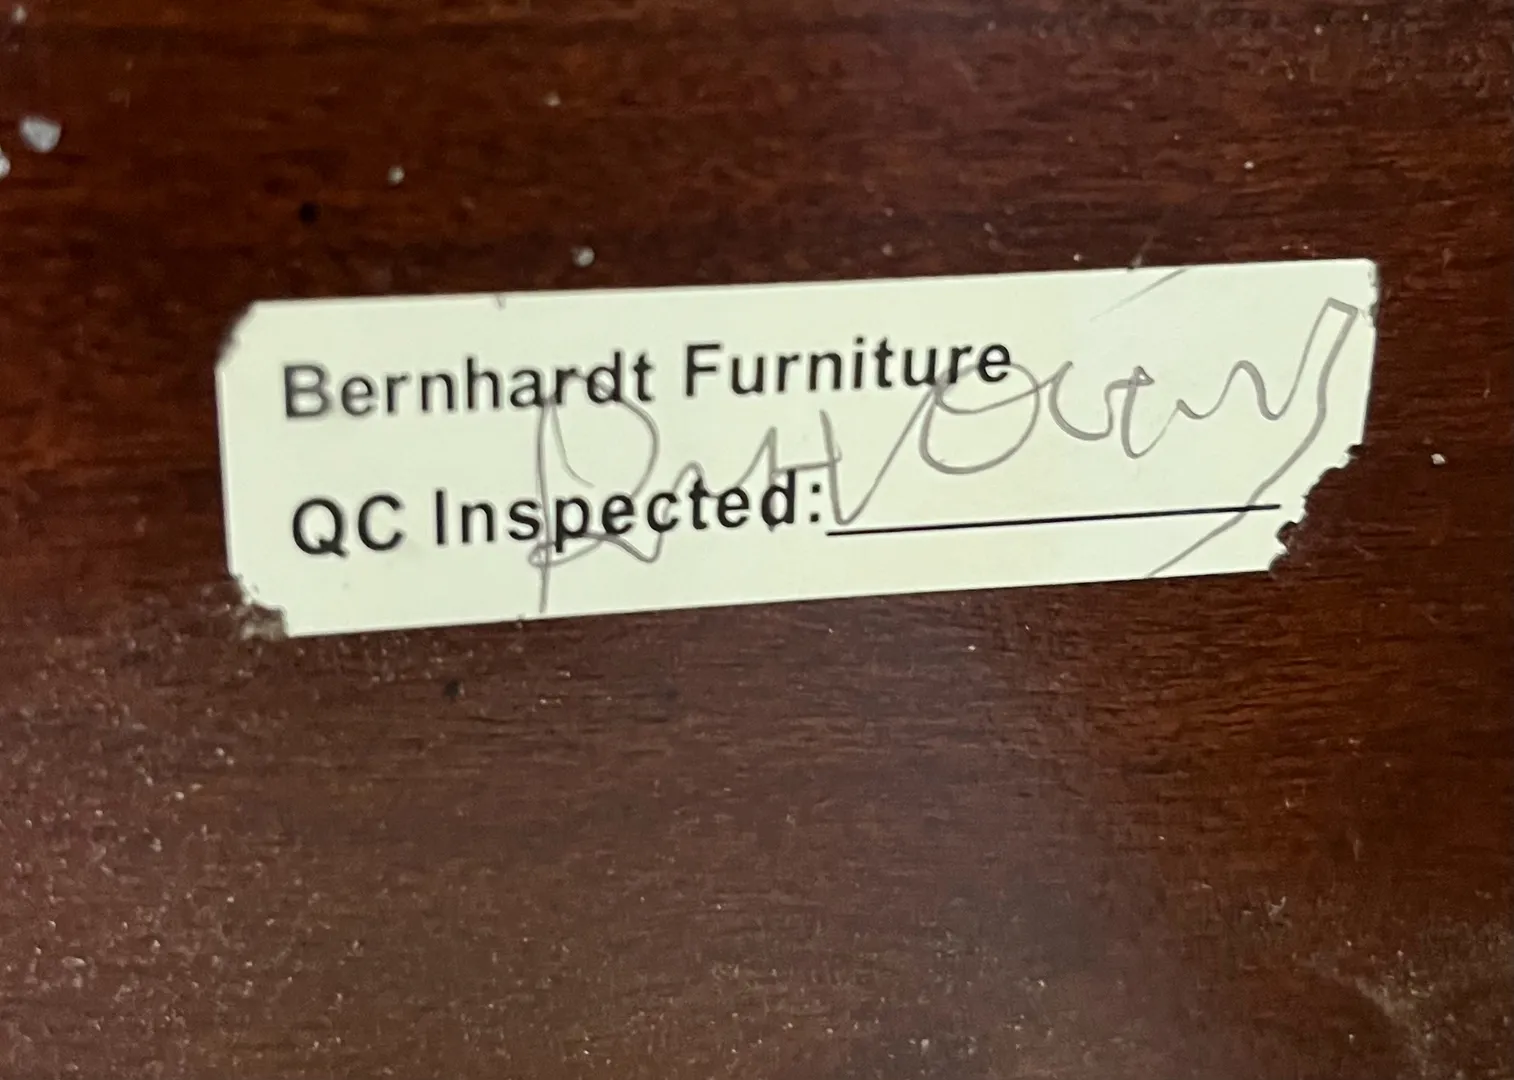 Bernhardt Furniture
QC Inspected: